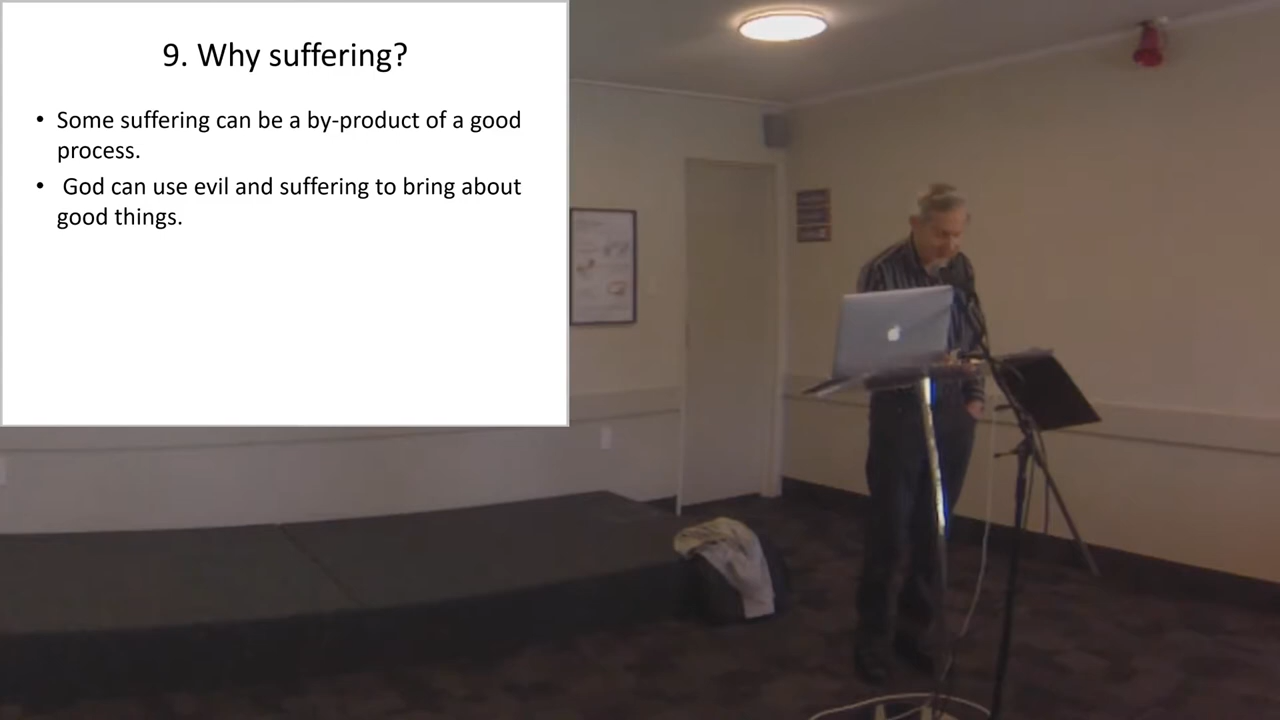 9. Why suffering?
• Some suffering can be a by-product of a good
process.
• God can use evil and suffering to bring about
good things.